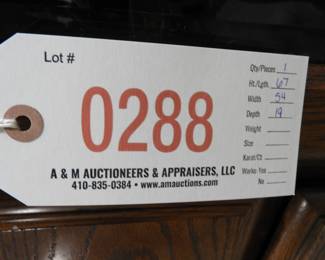 Lot #
0288
A & M AUCTIONEERS & APPRAISERS, LLC
410-835-0384 • www.amauctions.com
Qty/Pieces 1
Ht./Lgth. 67
Width 54
Depth 19
Weight
Size
Karat/Ct
Works Yes
No